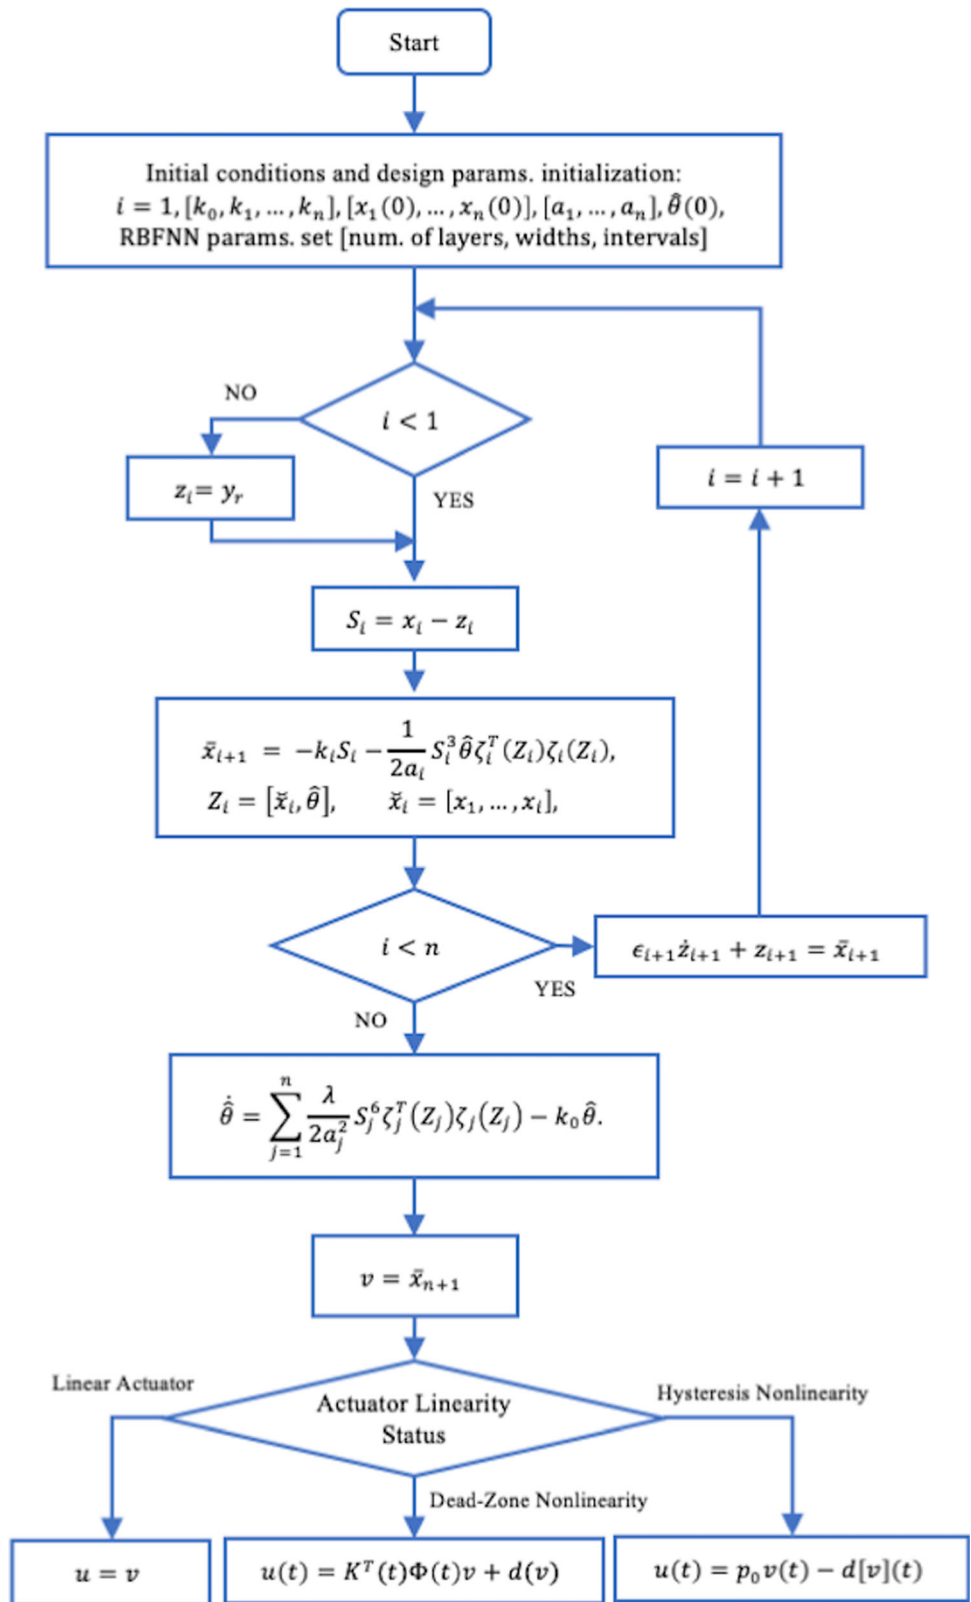 Start
Initial conditions and design params. initialization:
i = 1, [k₀, k₁, … , kₙ], [x₁(0), … , xₙ(0)], [a₁, … , aₙ], θ̂(0),
RBFNN params. set [num. of layers, widths, intervals]
NO
i < 1
i = i + 1
zᵢ= yᵣ
YES
Sᵢ = xᵢ − zᵢ
x̄ᵢ₊₁ = −kᵢSᵢ − 1/2aᵢ Sᵢ³θ̂ζᵢᵀ(Zᵢ)ζᵢ(Zᵢ),
Zᵢ = [x̆ᵢ, θ̂], x̆ᵢ = [x₁, … , xᵢ],
i < n
ϵᵢ₊₁żᵢ₊₁ + zᵢ₊₁ = x̄ᵢ₊₁
YES
NO
θ̂̇ = ∑ⱼ₌₁ⁿ λ/2aⱼ² Sⱼ⁶ζⱼᵀ(Zⱼ)ζⱼ(Zⱼ) − k₀θ̂.
v = x̄ₙ₊₁
Linear Actuator
Hysteresis Nonlinearity
Actuator Linearity
Status
Dead-Zone Nonlinearity
u = v
u(t) = Kᵀ(t)Φ(t)v + d(v)
u(t) = p₀v(t) − d[v](t)